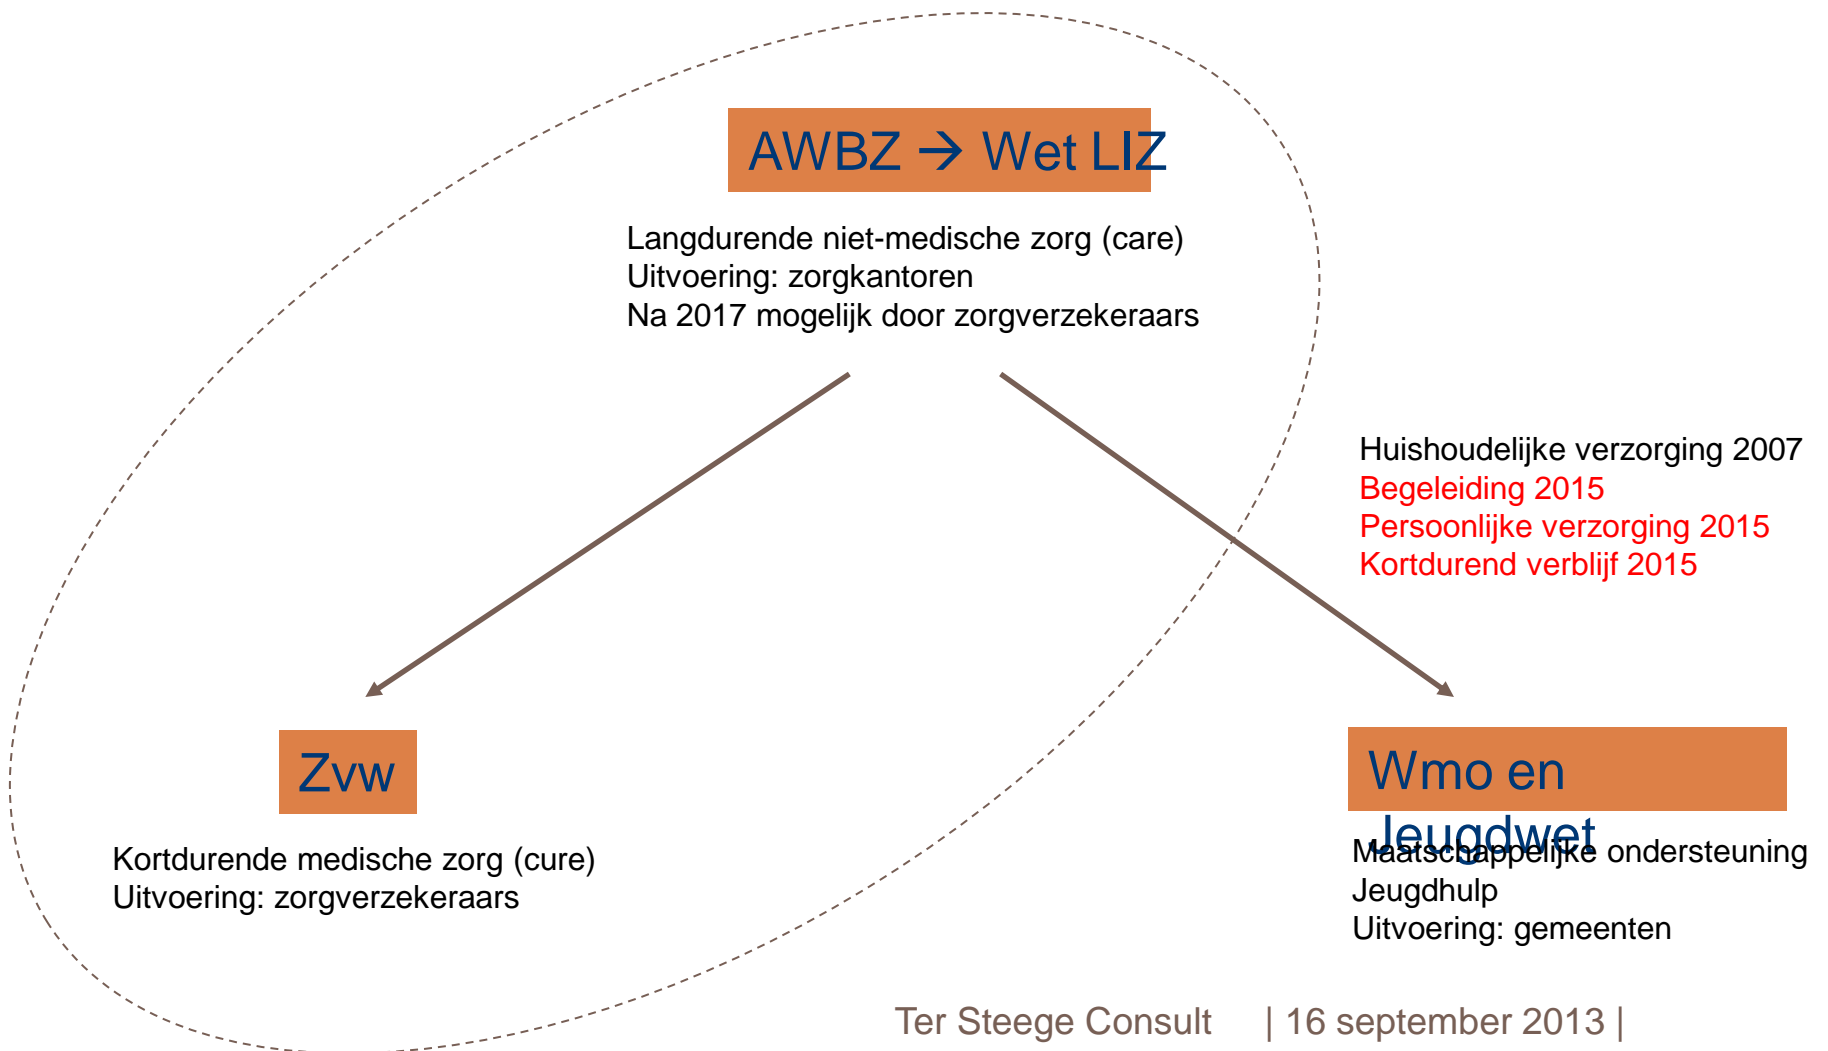 AWBZ → Wet LIZ
Langdurende niet-medische zorg (care)
Uitvoering: zorgkantoren
Na 2017 mogelijk door zorgverzekeraars
Huishoudelijke verzorging 2007
Begeleiding 2015
Persoonlijke verzorging 2015
Kortdurend verblijf 2015
Zvw
Kortdurende medische zorg (cure)
Uitvoering: zorgverzekeraars
Wmo en
Jeugdwet
Maatschappelijke ondersteuning
Jeugdhulp
Uitvoering: gemeenten
Ter Steege Consult | 16 september 2013 |